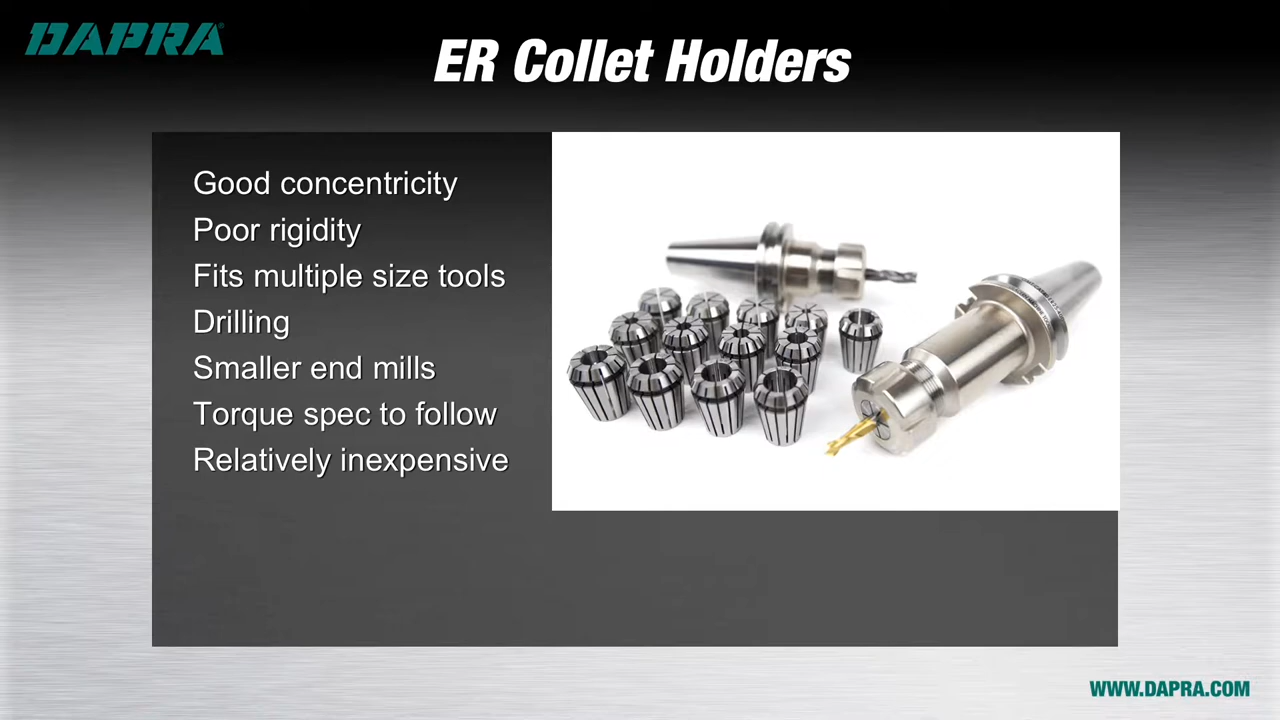 DAPRA
ER Collet Holders
Good concentricity
Poor rigidity
Fits multiple size tools
Drilling
Smaller end mills
Torque spec to follow
Relatively inexpensive
WWW.DAPRA.COM